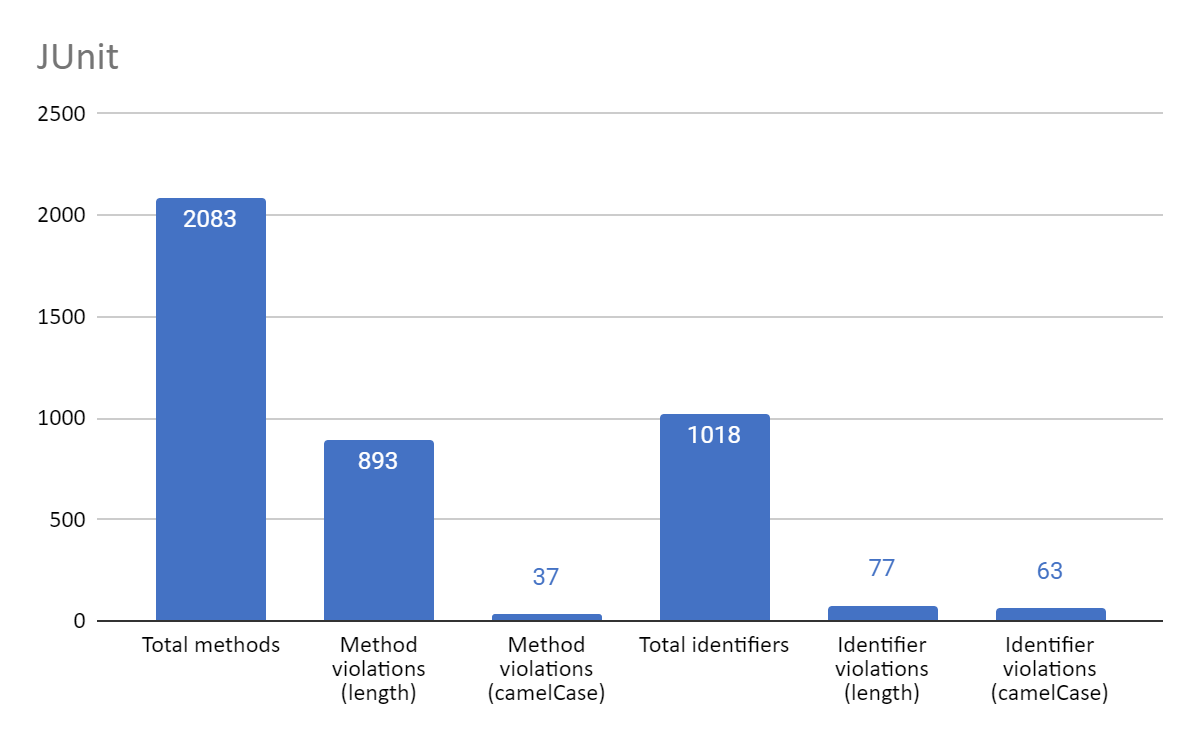 JUnit
2500
2000
1500
1000
500
0
2083
893
37
1018
77
63
Total methods
Method
violations
(length)
Method
violations
(camelCase)
Total identifiers
Identifier
violations
(length)
Identifier
violations
(camelCase)